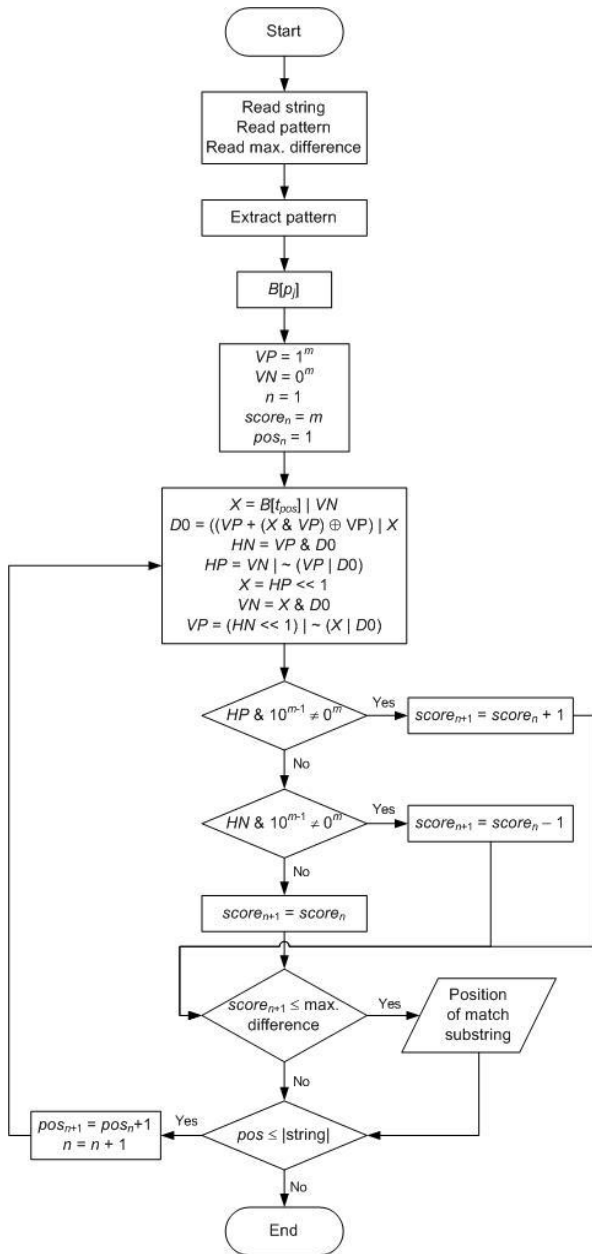 Start
Read string
Read pattern
Read max. difference
Extract pattern
B[pⱼ]
VP = 1ᵐ
VN = 0ᵐ
n = 1
scoreₙ = m
posₙ = 1
X = B[t_pos] | VN
D0 = ((VP + (X & VP) ⊕ VP) | X
HN = VP & D0
HP = VN | ~ (VP | D0)
X = HP << 1
VN = X & D0
VP = (HN << 1) | ~ (X | D0)
HP & 10ᵐ⁻¹ ≠ 0ᵐ
Yes
scoreₙ₊₁ = scoreₙ + 1
No
HN & 10ᵐ⁻¹ ≠ 0ᵐ
Yes
scoreₙ₊₁ = scoreₙ − 1
No
scoreₙ₊₁ = scoreₙ
scoreₙ₊₁ ≤ max.
difference
Yes
Position
of match
substring
No
posₙ₊₁ = posₙ+1
n = n + 1
Yes
pos ≤ |string|
No
End